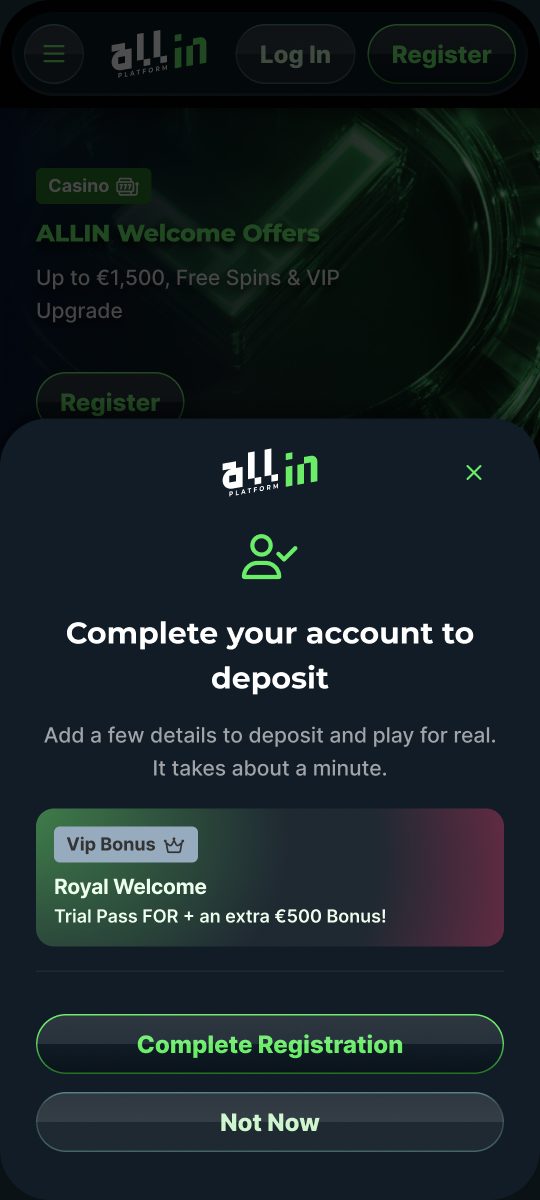 all in
PLATFORM
Log In
Register
Casino
ALLIN Welcome Offers
Up to €1,500, Free Spins & VIP
Upgrade
Register
all in
PLATFORM
Complete your account to
deposit
Add a few details to deposit and play for real.
It takes about a minute.
Vip Bonus
Royal Welcome
Trial Pass FOR + an extra €500 Bonus!
Complete Registration
Not Now